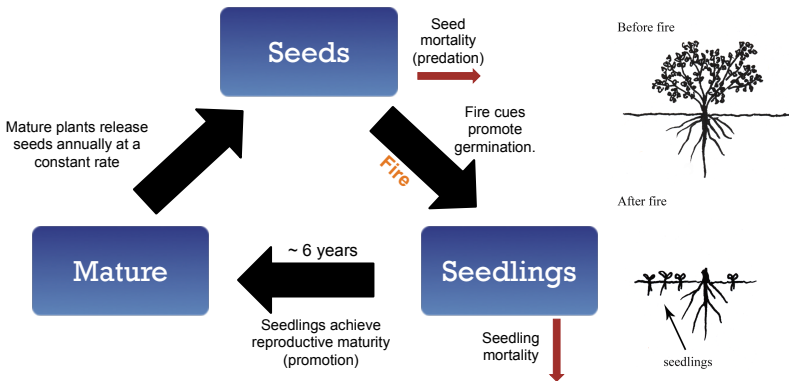 Seeds
Seed
mortality
(predation)
Before fire
Mature plants release
seeds annually at a
constant rate
Fire cues
promote
germination.
Fire
After fire
Mature
~ 6 years
Seedlings
Seedlings achieve
reproductive maturity
(promotion)
Seedling
mortality
seedlings